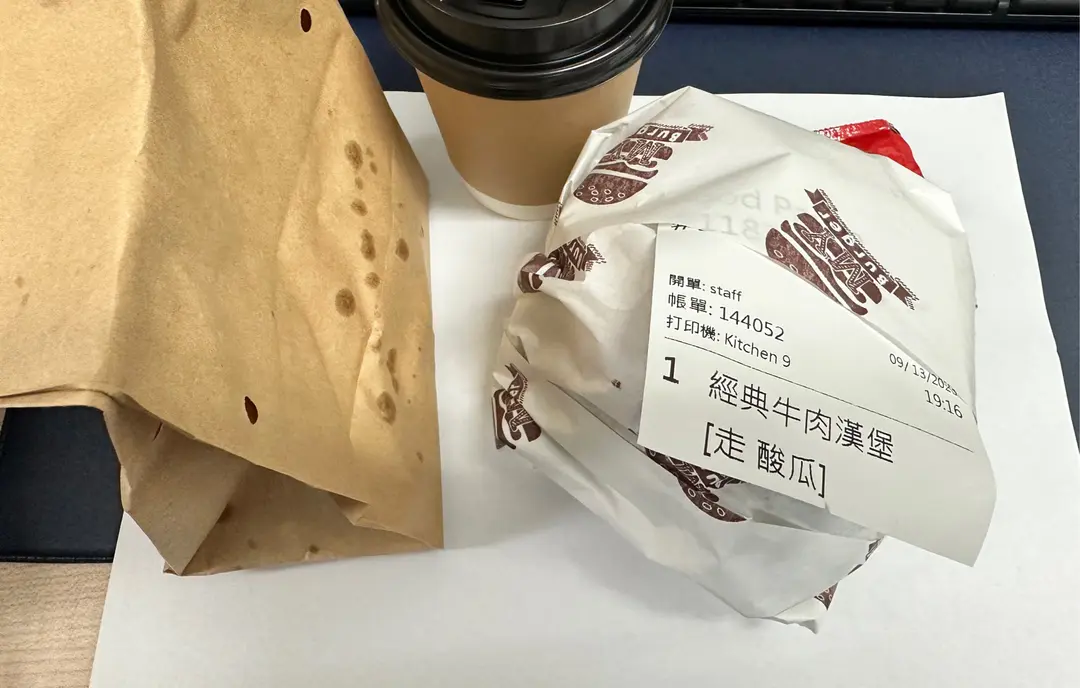 開單: staff
帳單: 144052
打印機: Kitchen 9
09/13/2025
19:16
1 經典牛肉漢堡
[走 酸瓜]